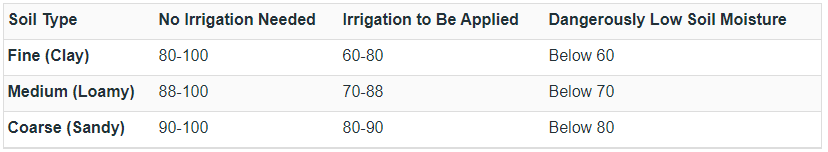 Soil Type No Irrigation Needed Irrigation to Be Applied Dangerously Low Soil Moisture
Fine (Clay) 80-100 60-80 Below 60
Medium (Loamy) 88-100 70-88 Below 70
Coarse (Sandy) 90-100 80-90 Below 80